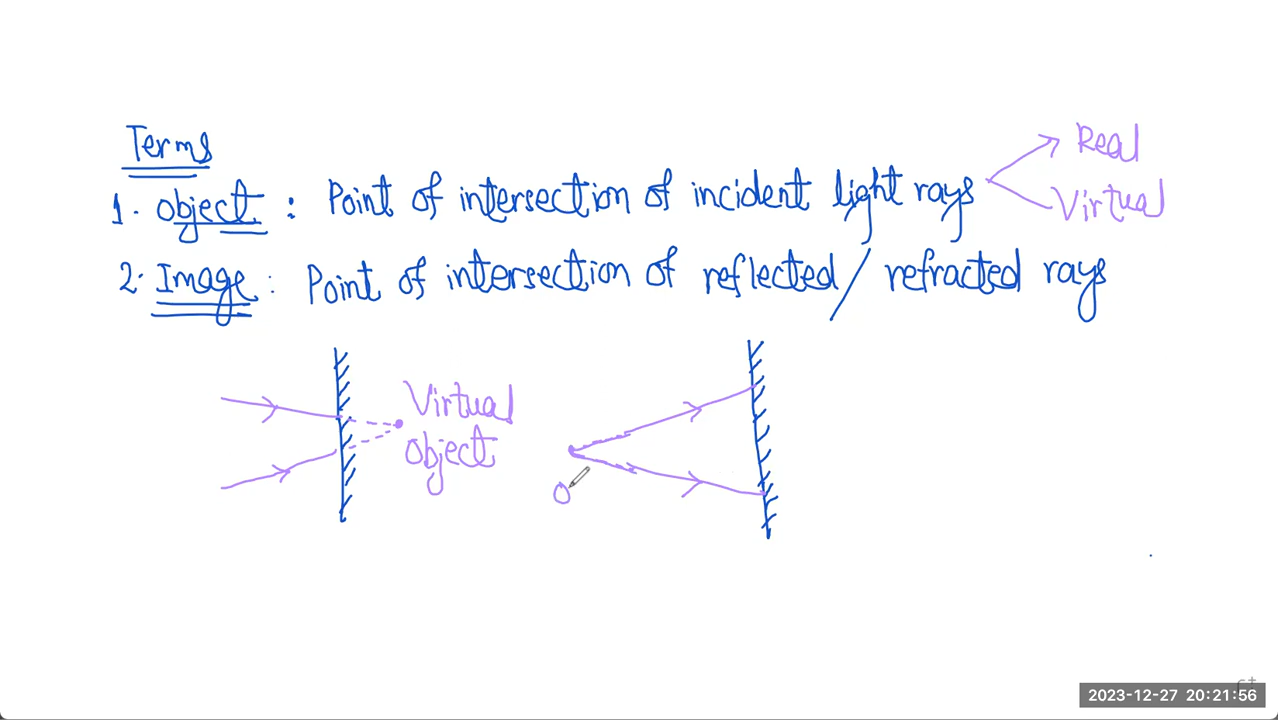 Terms
1. object : Point of intersection of incident light rays
Real
Virtual
2. Image : Point of intersection of reflected / refracted rays
Virtual
object
O
2023-12-27 20:21:56